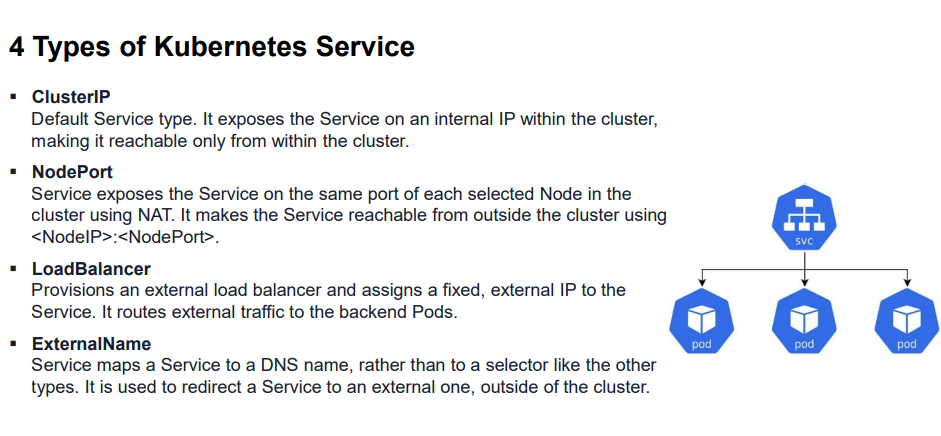 4 Types of Kubernetes Service
▪ ClusterIP
Default Service type. It exposes the Service on an internal IP within the cluster,
making it reachable only from within the cluster.
▪ NodePort
Service exposes the Service on the same port of each selected Node in the
cluster using NAT. It makes the Service reachable from outside the cluster using
<NodeIP>:<NodePort>.
▪ LoadBalancer
Provisions an external load balancer and assigns a fixed, external IP to the
Service. It routes external traffic to the backend Pods.
▪ ExternalName
Service maps a Service to a DNS name, rather than to a selector like the other
types. It is used to redirect a Service to an external one, outside of the cluster.
svc
pod
pod
pod